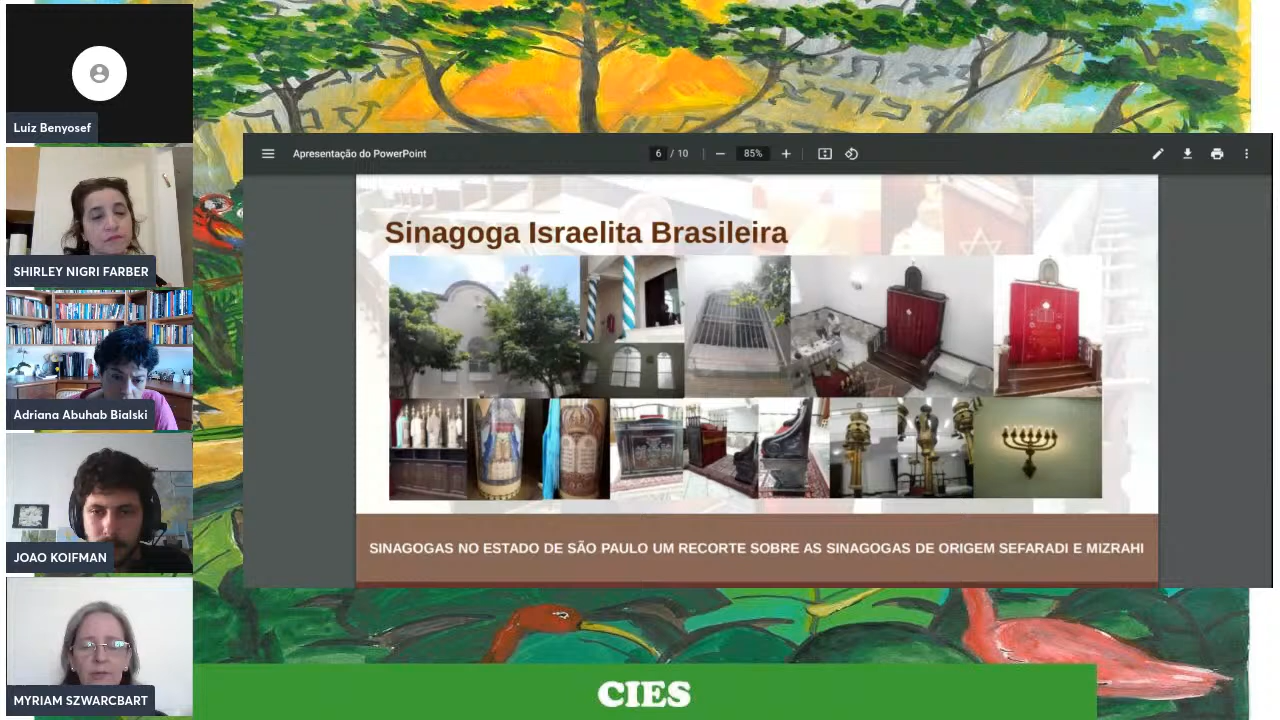 Luiz Benyosef
SHIRLEY NIGRI FARBER
Adriana Abuhab Bialski
JOAO KOIFMAN
MYRIAM SZWARCBART
Apresentação do PowerPoint
6 / 10
85%
Sinagoga Israelita Brasileira
SINAGOGAS NO ESTADO DE SÃO PAULO UM RECORTE SOBRE AS SINAGOGAS DE ORIGEM SEFARADI E MIZRAHI
CIES